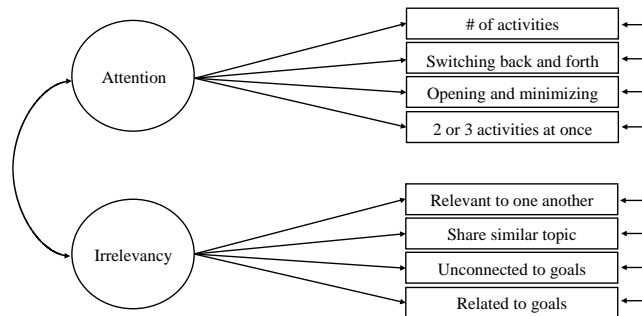 Attention
# of activities
Switching back and forth
Opening and minimizing
2 or 3 activities at once
Irrelevancy
Relevant to one another
Share similar topic
Unconnected to goals
Related to goals